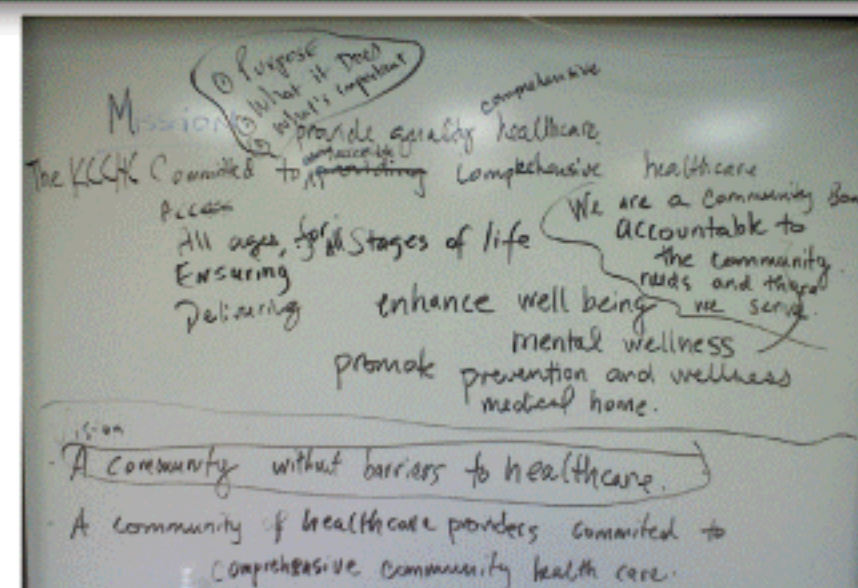 ① Purpose
② What it Does
③ What's important
comprehensive
Mission
provide quality healthcare
accessible
The KCCHC Committed to providing comprehensive healthcare
Access
We are a community
accountable to
the community
needs and those
we serve.
All ages, for all stages of life
Ensuring
Delivering
enhance well being
mental wellness
promote prevention and wellness
medical home.
ision
· A community without barriers to healthcare.
· A community of healthcare providers commited to
comprehensive community health care.